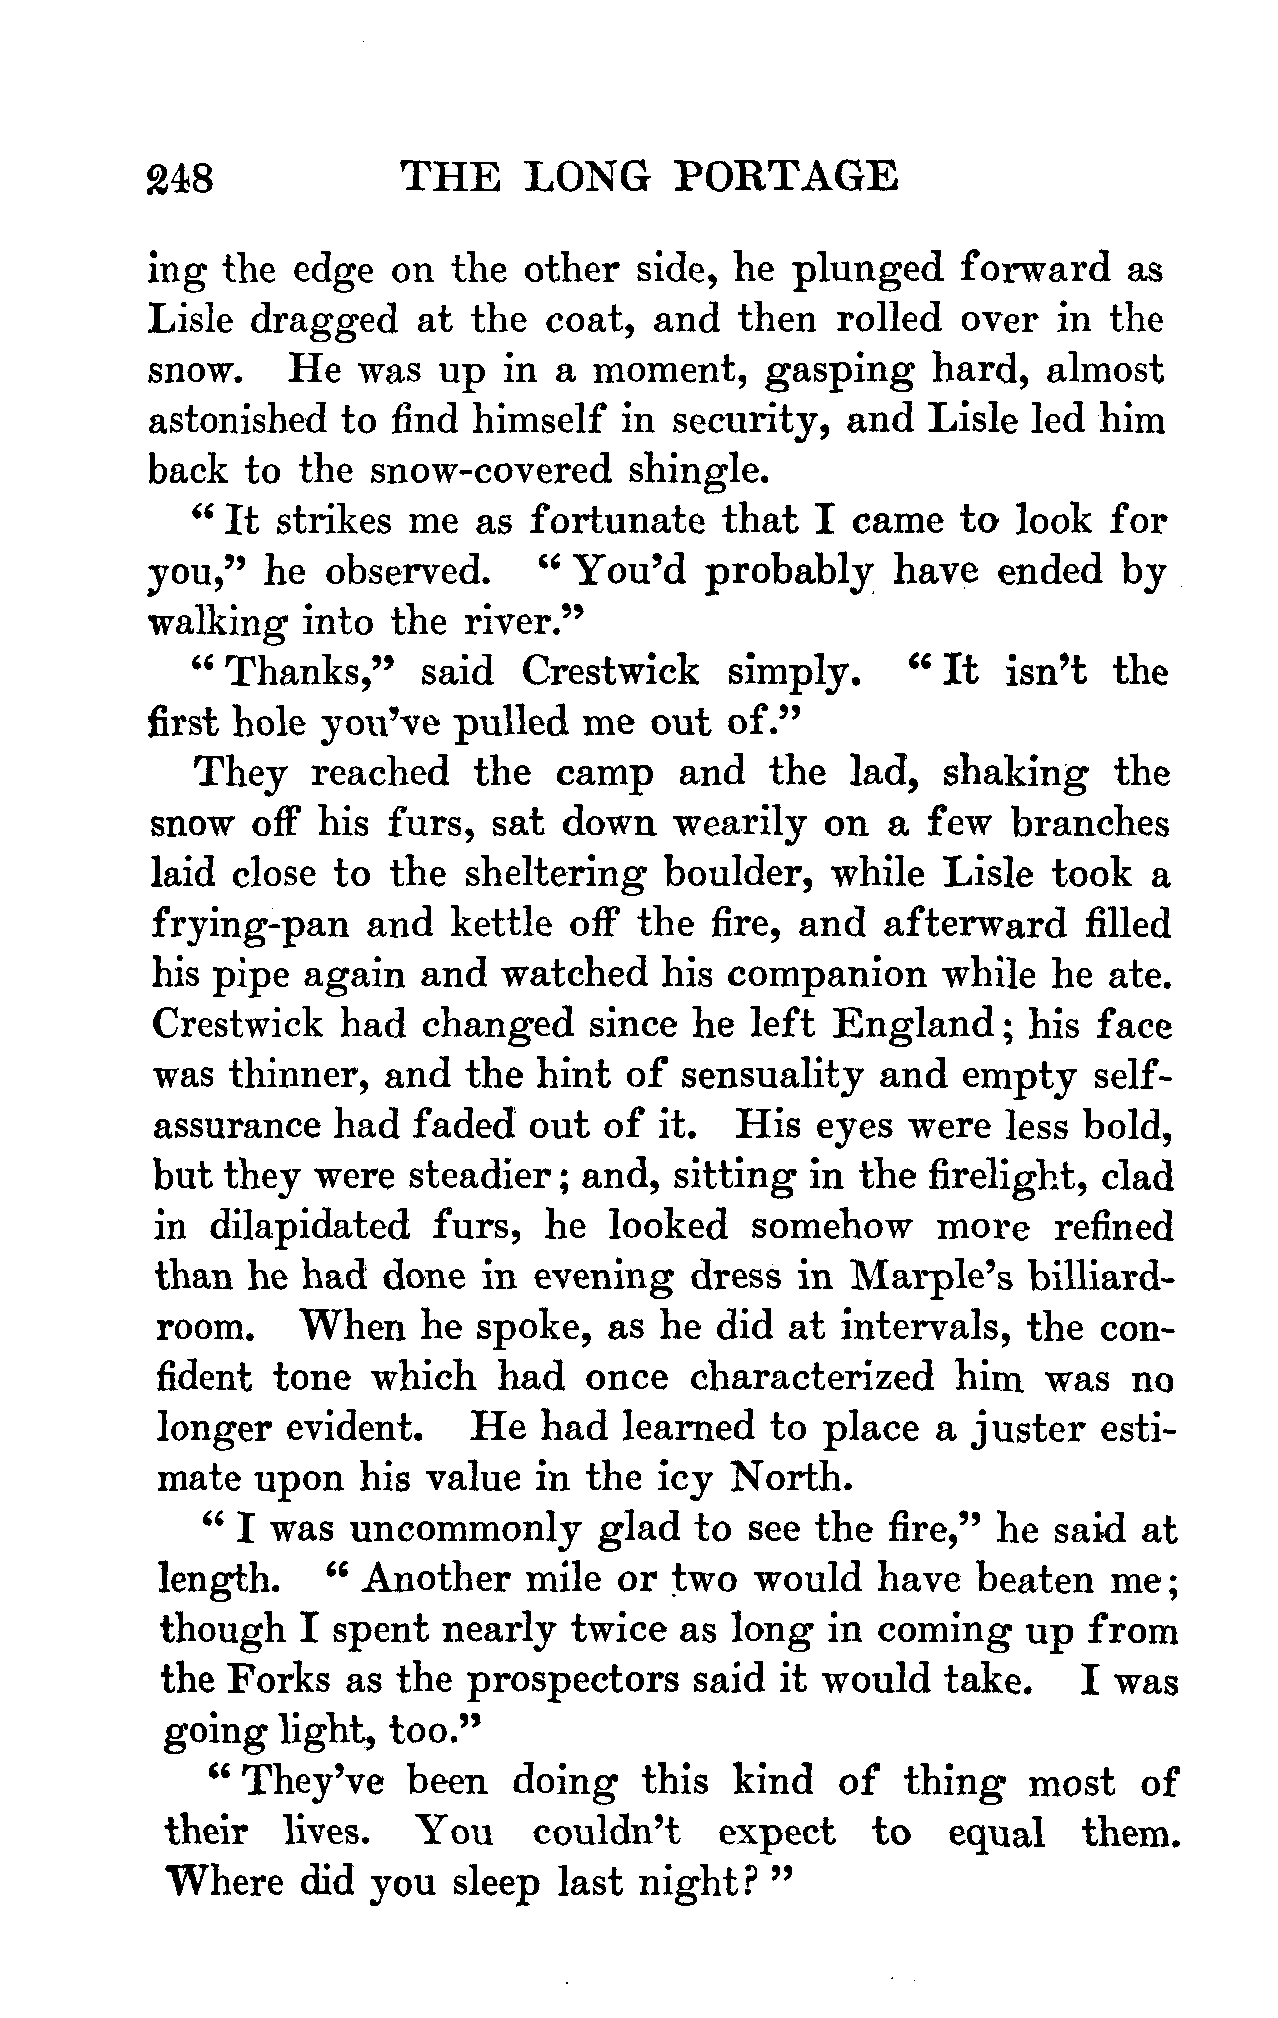 248 THE LONG PORTAGE
ing the edge on the other side, he plunged forward as
Lisle dragged at the coat, and then rolled over in the
snow. He was up in a moment, gasping hard, almost
astonished to find himself in security, and Lisle led him
back to the snow-covered shingle.
“It strikes me as fortunate that I came to look for
you,” he observed. “You’d probably have ended by
walking into the river.”
“Thanks,” said Crestwick simply. “It isn’t the
first hole you’ve pulled me out of.”
They reached the camp and the lad, shaking the
snow off his furs, sat down wearily on a few branches
laid close to the sheltering boulder, while Lisle took a
frying-pan and kettle off the fire, and afterward filled
his pipe again and watched his companion while he ate.
Crestwick had changed since he left England; his face
was thinner, and the hint of sensuality and empty self-
assurance had faded out of it. His eyes were less bold,
but they were steadier; and, sitting in the firelight, clad
in dilapidated furs, he looked somehow more refined
than he had done in evening dress in Marple’s billiard-
room. When he spoke, as he did at intervals, the con-
fident tone which had once characterized him was no
longer evident. He had learned to place a juster esti-
mate upon his value in the icy North.
“I was uncommonly glad to see the fire,” he said at
length. “Another mile or two would have beaten me;
though I spent nearly twice as long in coming up from
the Forks as the prospectors said it would take. I was
going light, too.”
“They’ve been doing this kind of thing most of
their lives. You couldn’t expect to equal them.
Where did you sleep last night?”